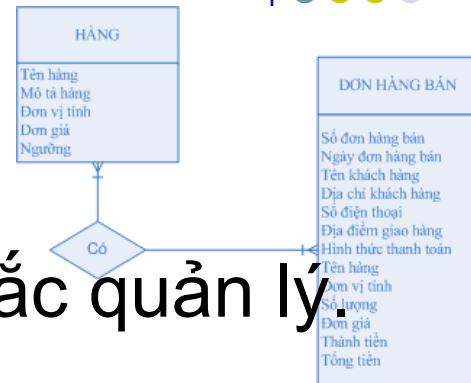 HÀNG
Tên hàng
Mô tả hàng
Đơn vị tính
Đơn giá
Ngưỡng
Có
ĐƠN HÀNG BÁN
Số đơn hàng bán
Ngày đơn hàng bán
Tên khách hàng
Địa chỉ khách hàng
Số điện thoại
Địa điểm giao hàng
Hình thức thanh toán
Tên hàng
Đơn vị tính
Số lượng
Đơn giá
Thành tiền
Tổng tiền
ắc quản lý.